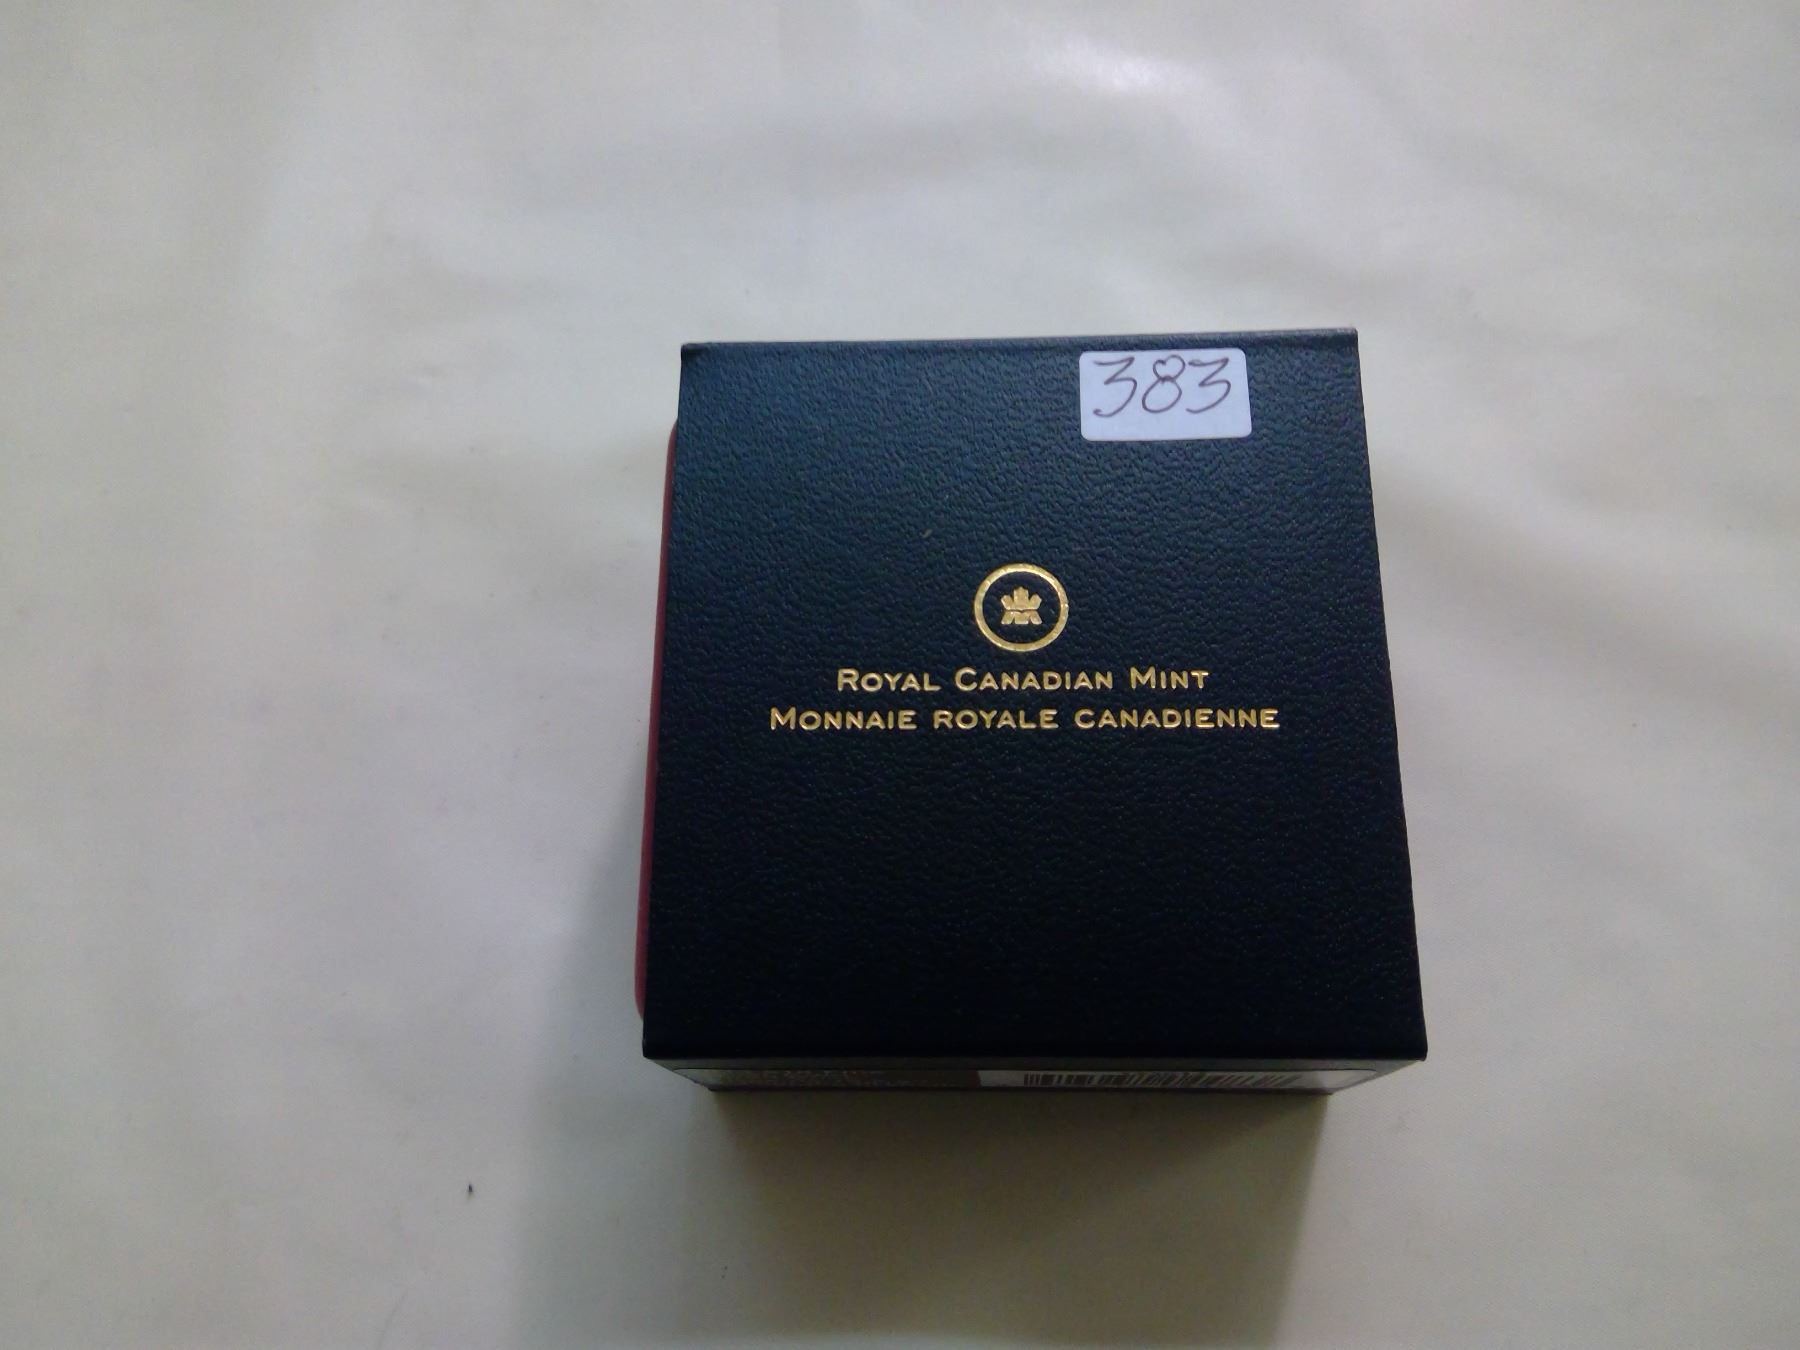 383
ROYAL CANADIAN MINT
MONNAIE ROYALE CANADIENNE